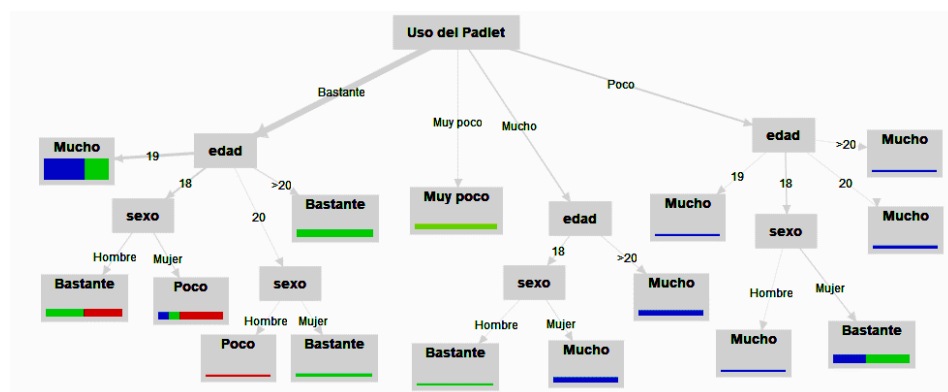 Uso del Padlet
Bastante
Muy poco
Mucho
Poco
Mucho
19
edad
18
>20
20
sexo
Bastante
Hombre
Mujer
Bastante
Poco
sexo
Hombre
Mujer
Poco
Bastante
Muy poco
edad
18
>20
sexo
Mucho
Hombre
Mujer
Bastante
Mucho
edad
>20
Mucho
19
18
20
Mucho
sexo
Mucho
Hombre
Mujer
Mucho
Bastante